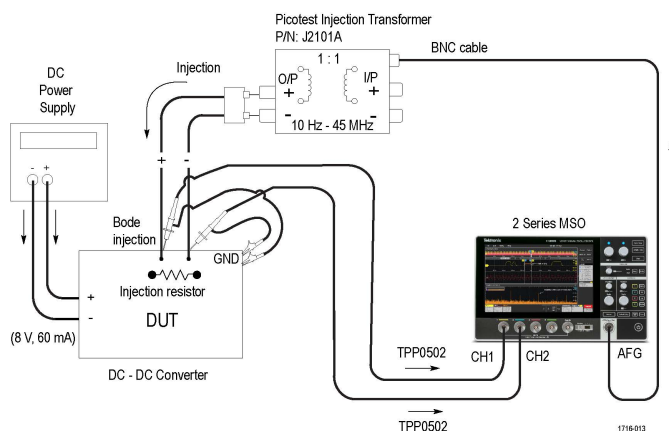 Picotest Injection Transformer
P/N: J2101A
BNC cable
1 : 1
O/P
I/P
+
+
-
-
10 Hz - 45 MHz
Injection
DC
Power
Supply
- +
+ -
Bode
injection
GND
Injection resistor
DUT
+
-
(8 V, 60 mA)
DC - DC Converter
2 Series MSO
Tektronix
TPP0502
CH1
CH2
AFG
TPP0502
1716-013